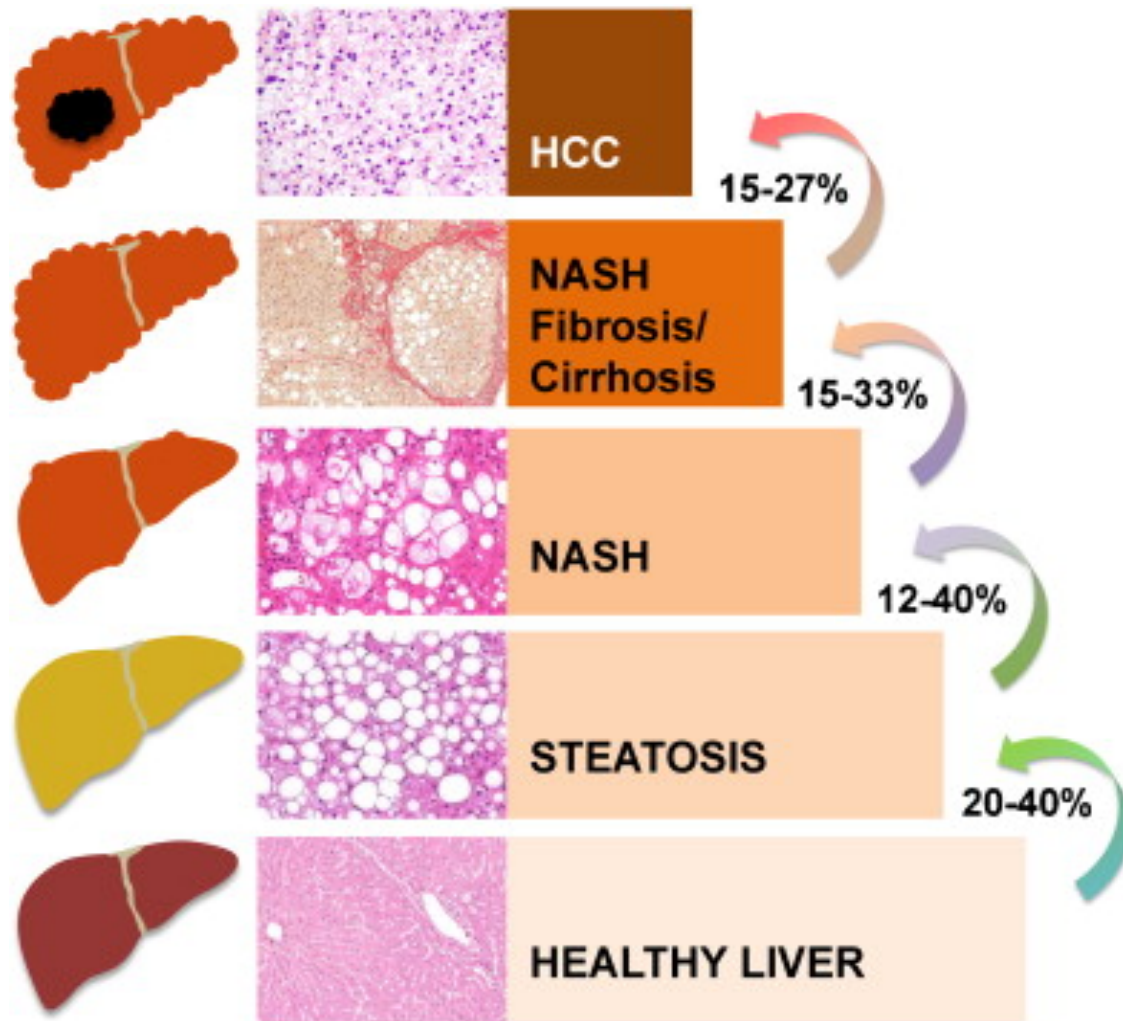 HCC
15-27%
NASH
Fibrosis/
Cirrhosis
15-33%
NASH
12-40%
STEATOSIS
20-40%
HEALTHY LIVER